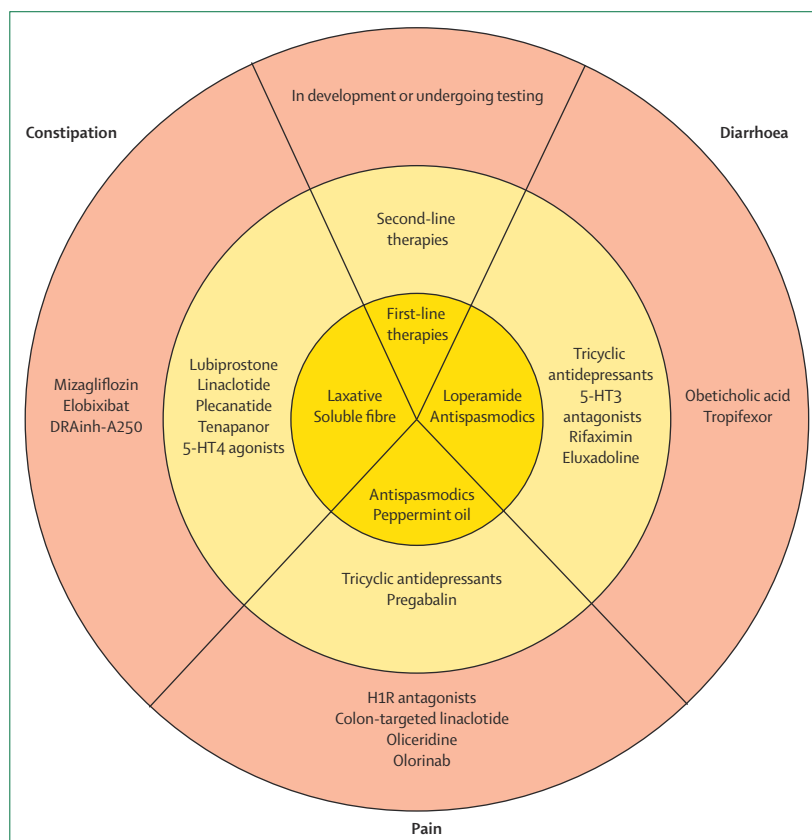 Constipation
Diarrhoea
In development or undergoing testing
Second-line
therapies
First-line
therapies
Mizagliflozin
Elobixibat
DRAinh-A250
Lubiprostone
Linaclotide
Plecanatide
Tenapanor
5-HT4 agonists
Laxative
Soluble fibre
Loperamide
Antispasmodics
Tricyclic
antidepressants
5-HT3
antagonists
Rifaximin
Eluxadoline
Obeticholic acid
Tropifexor
Antispasmodics
Peppermint oil
Tricyclic antidepressants
Pregabalin
H1R antagonists
Colon-targeted linaclotide
Oliceridine
Olorinab
Pain